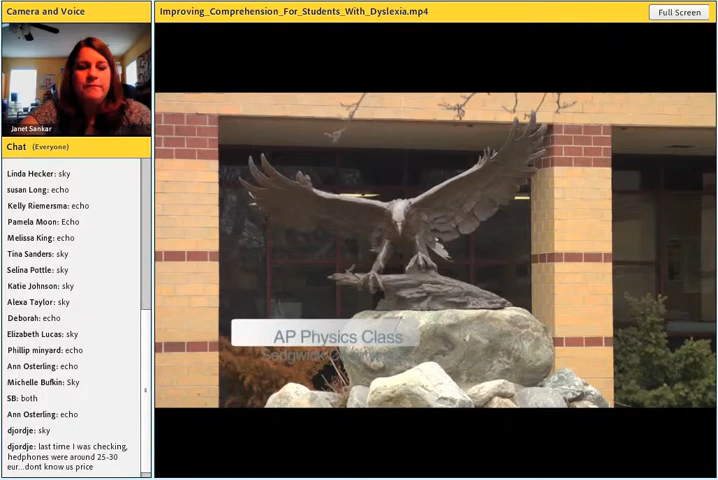 Camera and Voice
Janet Sankar
Chat (Everyone)
Linda Hecker: sky
susan Long: echo
Kelly Riemersma: echo
Pamela Moon: Echo
Melissa King: echo
Tina Sanders: sky
Selina Pottle: sky
Katie Johnson: sky
Alexa Taylor: sky
Deborah: echo
Elizabeth Lucas: sky
Phillip minyard: echo
Ann Osterling: echo
Michelle Bufkin: Sky
SB: both
Ann Osterling: echo
djordje: sky
djordje: last time I was checking,
hedphones were around 25-30
eur...dont know us price
Improving_Comprehension_For_Students_With_Dyslexia.mp4
Full Screen
AP Physics Class
Sedgwick